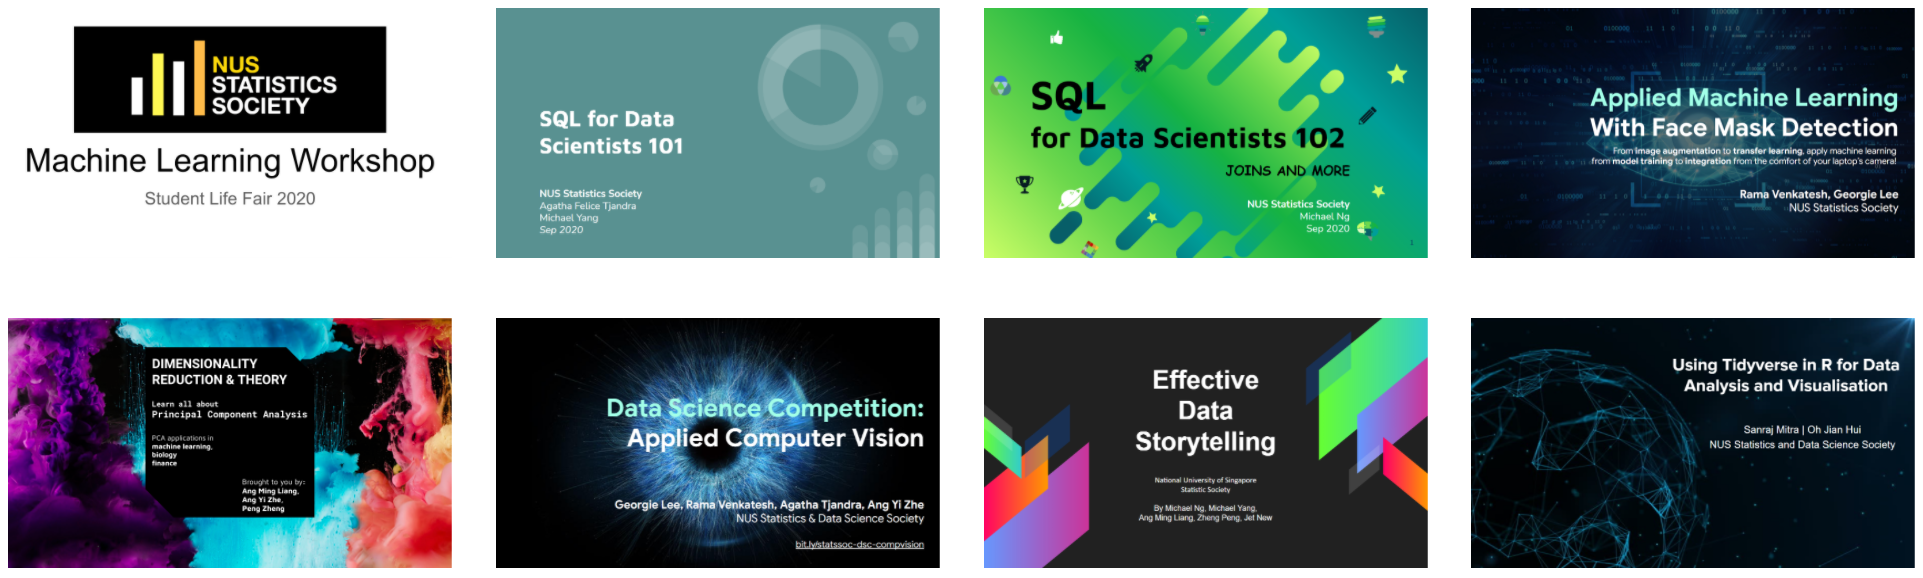 NUS
STATISTICS
SOCIETY
Machine Learning Workshop
Student Life Fair 2020
SQL for Data
Scientists 101
NUS Statistics Society
Agatha Felice Tjandra
Michael Yang
Sep 2020
SQL
for Data Scientists 102
JOINS AND MORE
NUS Statistics Society
Michael Ng
Sep 2020
1
Applied Machine Learning
With Face Mask Detection
From image augmentation to transfer learning, apply machine learning
from model training to integration from the comfort of your laptop's camera!
Rama Venkatesh, Georgie Lee
NUS Statistics Society
DIMENSIONALITY
REDUCTION & THEORY
Learn all about
Principal Component Analysis
PCA applications in
machine learning,
biology
finance
Brought to you by:
Ang Ming Liang,
Ang Yi Zhe,
Peng Zheng
Data Science Competition:
Applied Computer Vision
Georgie Lee, Rama Venkatesh, Agatha Tjandra, Ang Yi Zhe
NUS Statistics & Data Science Society
bit.ly/statssoc-dsc-compvision
Effective
Data
Storytelling
National University of Singapore
Statistic Society
By Michael Ng, Michael Yang,
Ang Ming Liang, Zheng Peng, Jet New
Using Tidyverse in R for Data
Analysis and Visualisation
Sanraj Mitra | Oh Jian Hui
NUS Statistics and Data Science Society